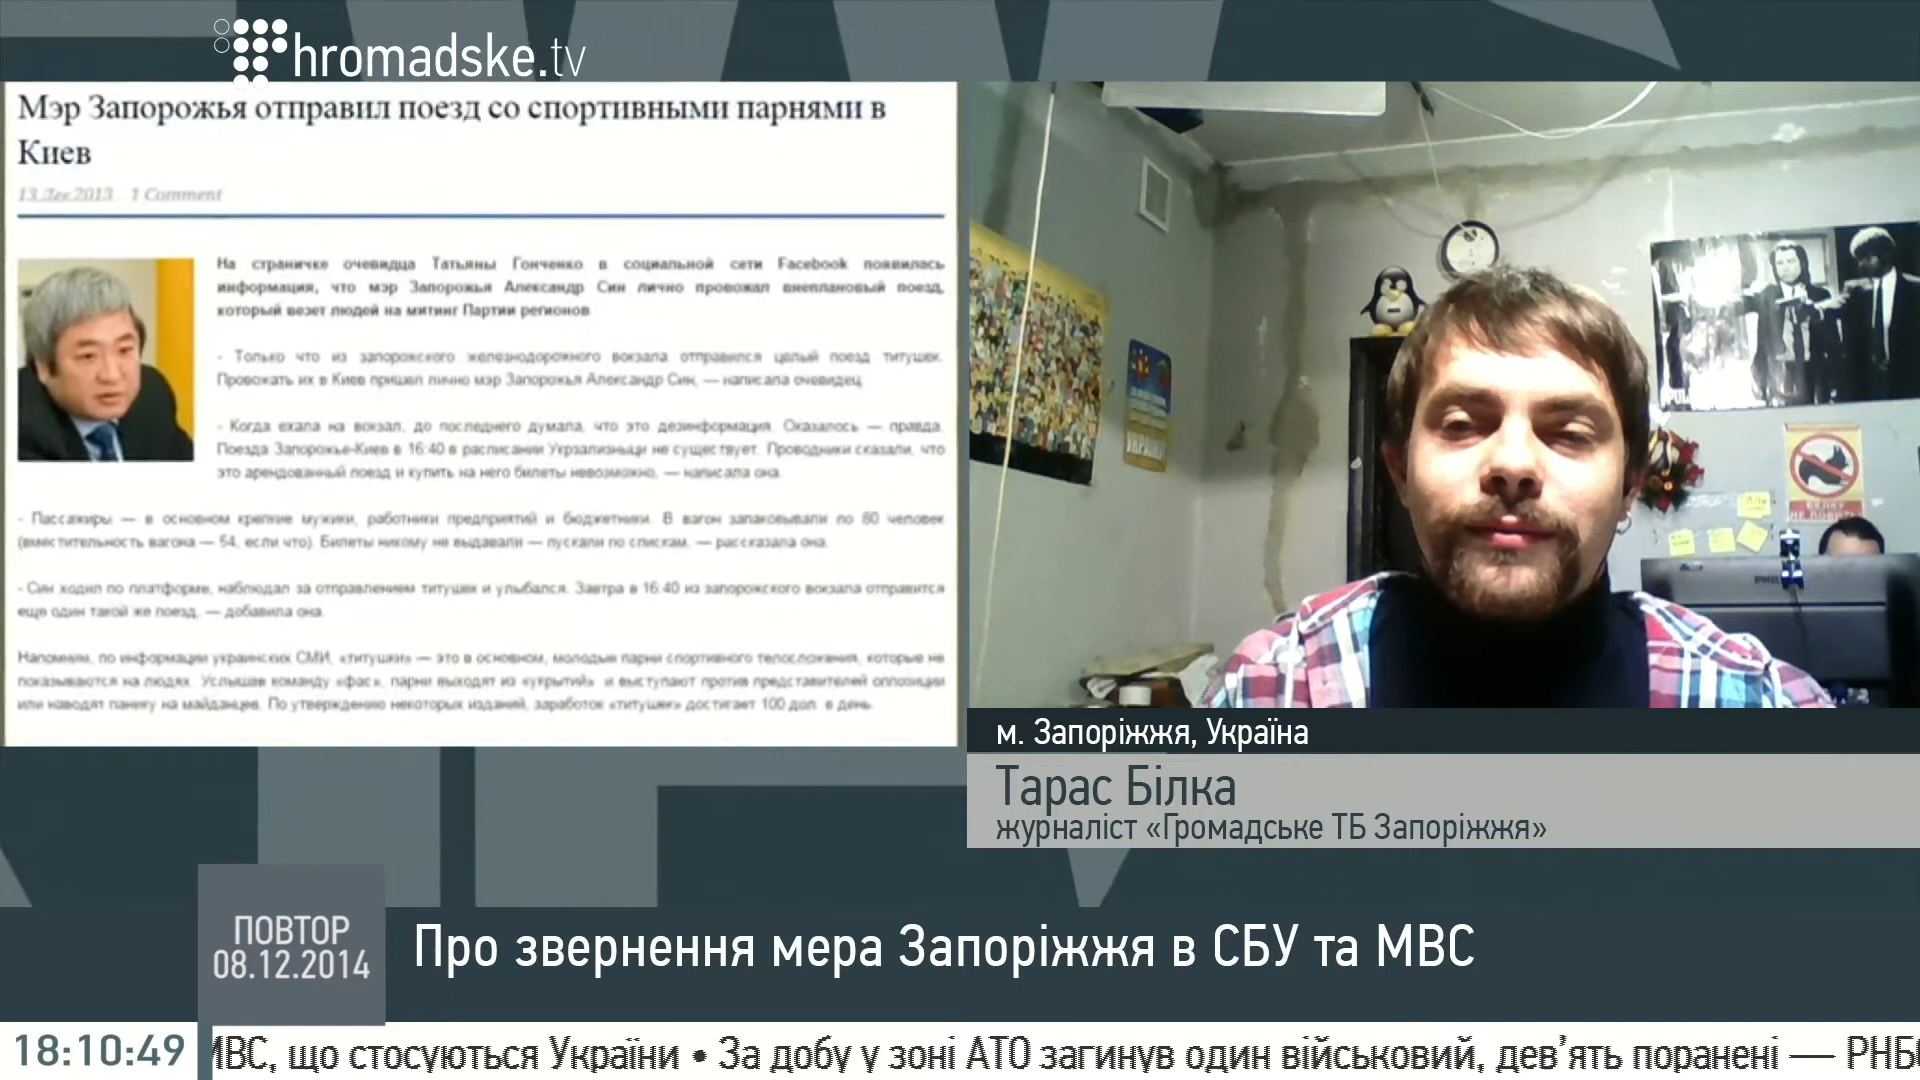 hromadske.tv
Мэр Запорожья отправил поезд со спортивными парнями в
Киев
13 Дек 2013 1 Comment
На страничке очевидца Татьяны Гонченко в социальной сети Facebook появилась
информация, что мэр Запорожья Александр Син лично провожал внеплановый поезд,
который везет людей на митинг Партии регионов
- Только что из запорожского железнодорожного вокзала отправился целый поезд титушек.
Провожать их в Киев пришел лично мэр Запорожья Александр Син, — написала очевидец.
- Когда ехала на вокзал, до последнего думала, что это дезинформация. Оказалось — правда.
Поезда Запорожье-Киев в 16:40 в расписании Укрзализныци не существует. Проводники сказали, что
это арендованный поезд и купить на него билеты невозможно, — написала она.
- Пассажиры — в основном крепкие мужики, работники предприятий и бюджетники. В вагон запаковывали по 80 человек
(вместительность вагона — 54, если что). Билеты никому не выдавали — пускали по спискам, — рассказала она.
- Син ходил по платформе, наблюдал за отправлением титушек и улыбался. Завтра в 16:40 из запорожского вокзала отправится
еще один такой же поезд, — добавила она.
Напомним, по информации украинских СМИ, «титушки» — это в основном, молодые парни спортивного телосложения, которые не
показываются на людях. Услышав команду «фас», парни выходят из «укрытий» и выступают против представителей оппозиции
или наводят панику на майданцев. По утверждению некоторых изданий, заработок «титушек» достигает 100 дол. в день.
УКРАЇНИ
м. Запоріжжя, Україна
Тарас Білка
журналіст «Громадське ТБ Запоріжжя»
ПОВТОР
08.12.2014
Про звернення мера Запоріжжя в СБУ та МВС
18:10:49
МВС, що стосуються України • За добу у зоні АТО загинув один військовий, дев’ять поранені — РНБО